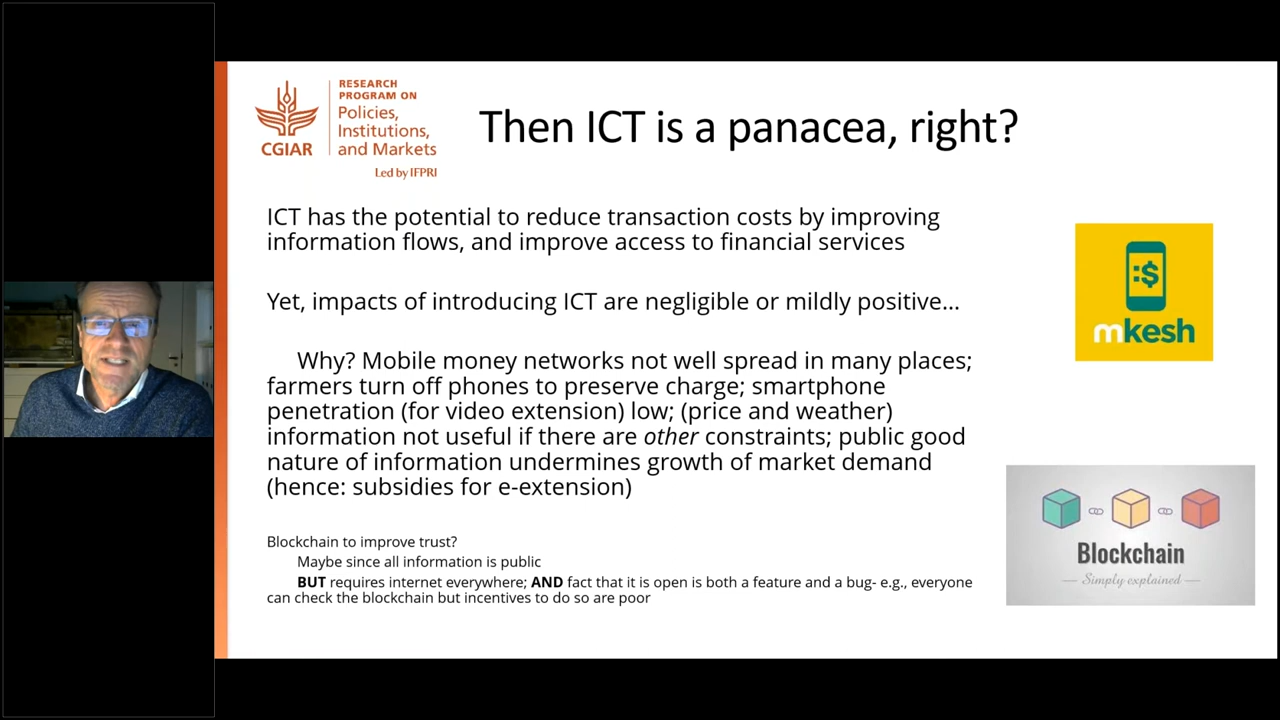 RESEARCH
PROGRAM ON
Policies,
Institutions,
and Markets
CGIAR
Led by IFPRI
Then ICT is a panacea, right?
ICT has the potential to reduce transaction costs by improving
information flows, and improve access to financial services
Yet, impacts of introducing ICT are negligible or mildly positive...
Why? Mobile money networks not well spread in many places;
farmers turn off phones to preserve charge; smartphone
penetration (for video extension) low; (price and weather)
information not useful if there are other constraints; public good
nature of information undermines growth of market demand
(hence: subsidies for e-extension)
:$
mkesh
Blockchain to improve trust?
Maybe since all information is public
BUT requires internet everywhere; AND fact that it is open is both a feature and a bug- e.g., everyone
can check the blockchain but incentives to do so are poor
Blockchain
Simply explained